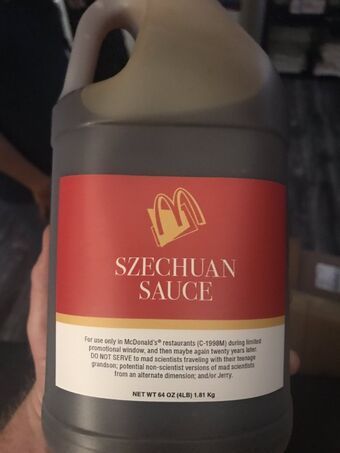 SZECHUAN
SAUCE
For use only in McDonald's® restaurants (C-1998M) during limited
promotional window, and then maybe again twenty years later.
DO NOT SERVE to mad scientists traveling with their teenage
grandson; potential non-scientist versions of mad scientists
from an alternate dimension; and/or Jerry.
NET WT 64 OZ (4LB) 1.81 Kg